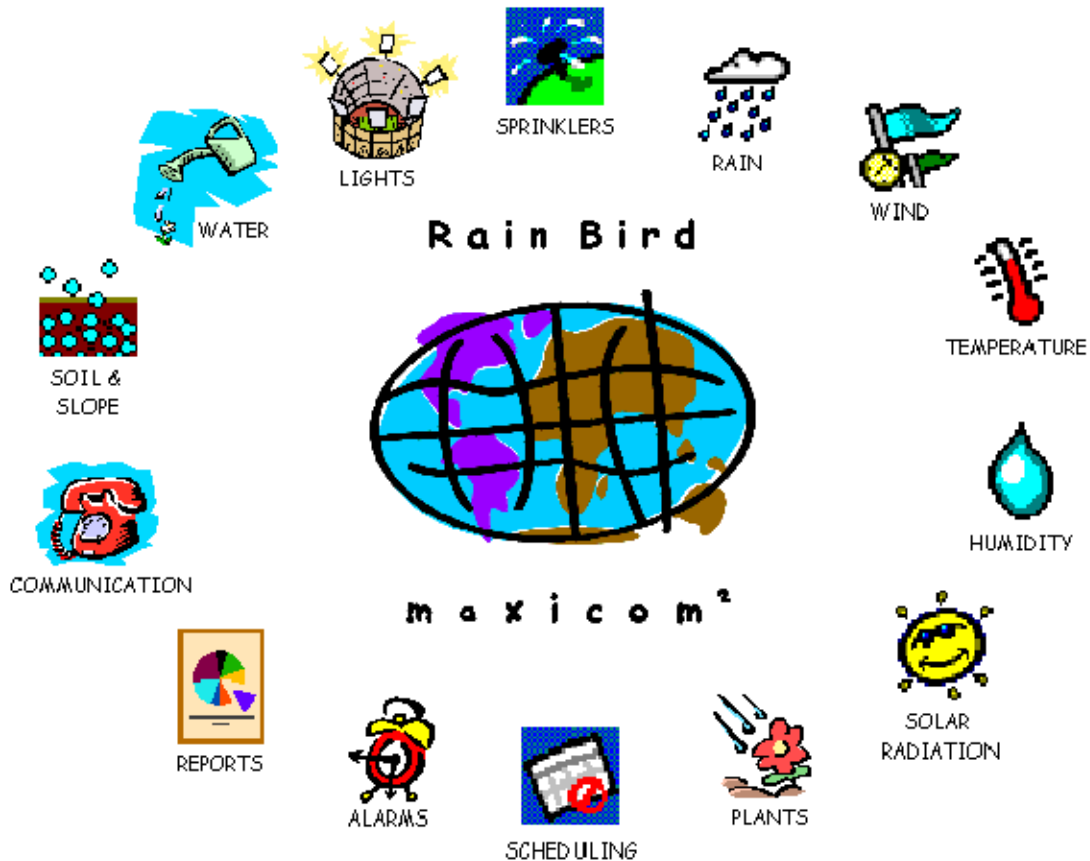 SPRINKLERS
RAIN
LIGHTS
WIND
WATER
Rain Bird
TEMPERATURE
SOIL &
SLOPE
HUMIDITY
COMMUNICATION
maxicom²
SOLAR
RADIATION
REPORTS
ALARMS
PLANTS
SCHEDULING